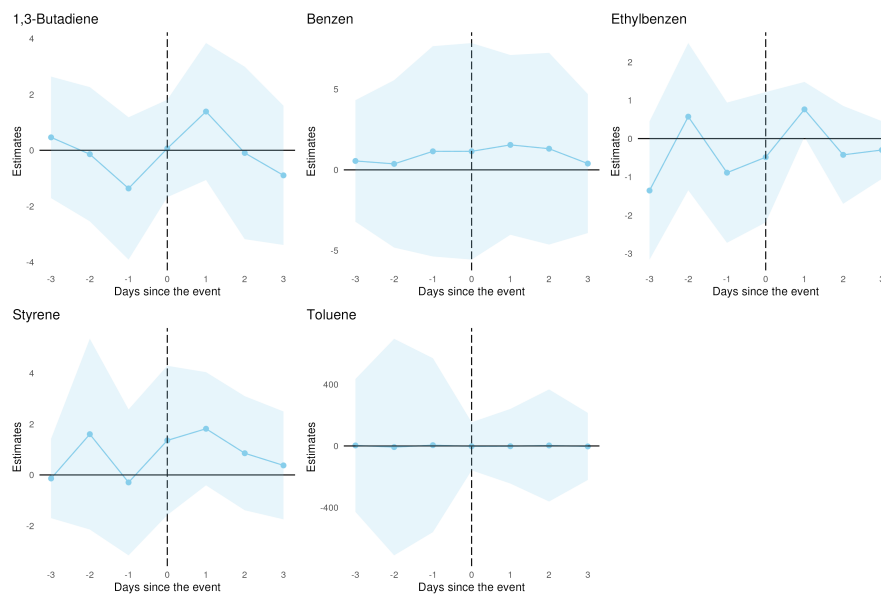 1,3-Butadiene
Benzen
Ethylbenzen
Estimates
4
2
0
-2
-4
-3 -2 -1 0 1 2 3
Days since the event
Estimates
5
0
-5
-3 -2 -1 0 1 2 3
Days since the event
Estimates
2
1
0
-1
-2
-3
-3 -2 -1 0 1 2 3
Days since the event
Styrene
Toluene
Estimates
4
2
0
-2
-3 -2 -1 0 1 2 3
Days since the event
Estimates
400
0
-400
-3 -2 -1 0 1 2 3
Days since the event